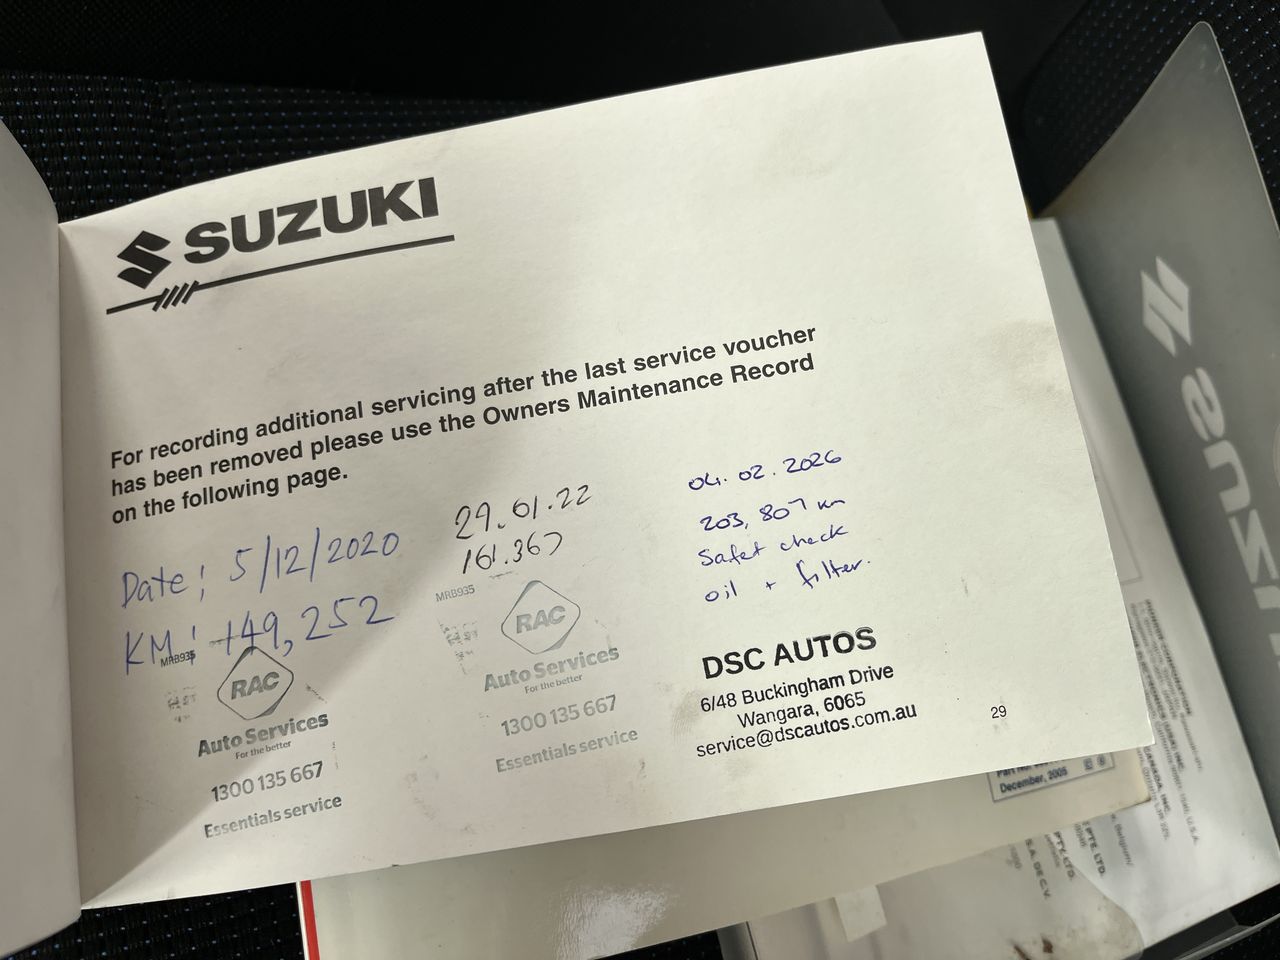 SUZUKI
For recording additional servicing after the last service voucher
has been removed please use the Owners Maintenance Record
on the following page.
Date: 5/12/2020
KM: 149,252
MRB935
RAC
Auto Services
For the better
1300 135 667
Essentials service
29.01.22
161.367
MRB935
RAC
Auto Services
For the better
1300 135 667
Essentials service
04.02.2026
203,807 km
Safet check
oil + filter.
DSC AUTOS
6/48 Buckingham Drive
Wangara, 6065
service@dscautos.com.au
29
December, 2005
SUZUKI